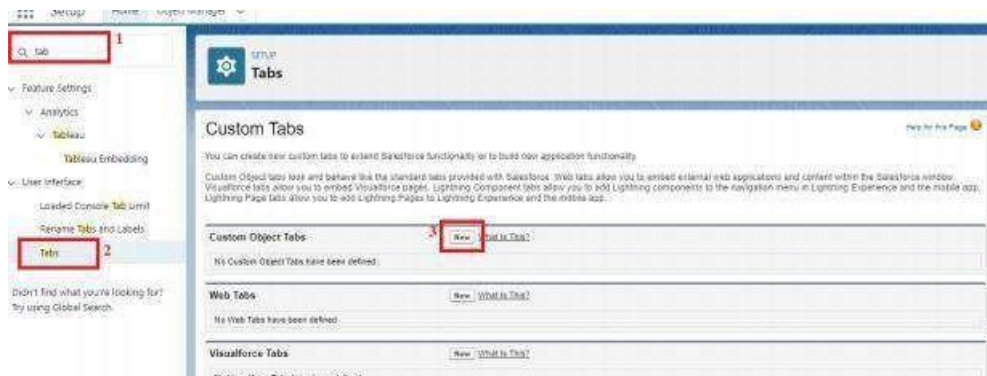 Setup Home Object Manager
tab
1
Feature Settings
Analytics
Tableau
Tableau Embedding
User Interface
Loaded Console Tab Limit
Rename Tabs and Labels
Tabs
2
Didn't find what you're looking for?
Try using Global Search.
SETUP
Tabs
Custom Tabs
Help for this Page
You can create new custom tabs to extend Salesforce functionality or to build new application functionality.
Custom Object tabs look and behave like the standard tabs provided with Salesforce. Web tabs allow you to embed external web applications and content within the Salesforce window.
Visualforce tabs allow you to embed Visualforce pages. Lightning Component tabs allow you to add Lightning components to the navigation menu in Lightning Experience and the mobile app.
Lightning Page tabs allow you to add Lightning Pages to Lightning Experience and the mobile app.
Custom Object Tabs
3
New
What Is This?
No Custom Object Tabs have been defined
Web Tabs
New
What Is This?
No Web Tabs have been defined
Visualforce Tabs
New
What Is This?